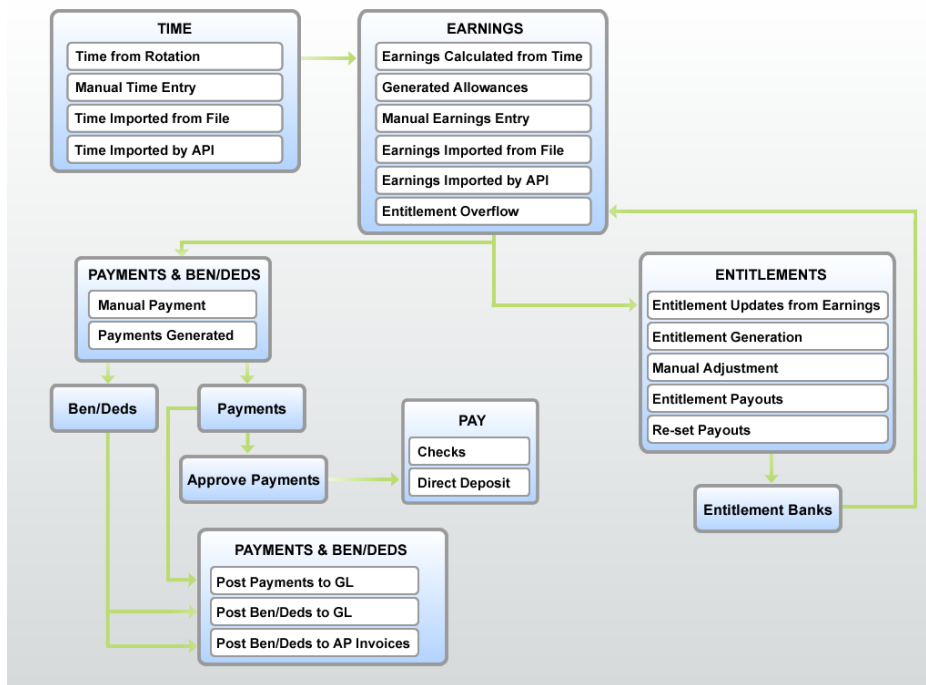 TIME
Time from Rotation
Manual Time Entry
Time Imported from File
Time Imported by API
EARNINGS
Earnings Calculated from Time
Generated Allowances
Manual Earnings Entry
Earnings Imported from File
Earnings Imported by API
Entitlement Overflow
PAYMENTS & BEN/DEDS
Manual Payment
Payments Generated
ENTITLEMENTS
Entitlement Updates from Earnings
Entitlement Generation
Manual Adjustment
Entitlement Payouts
Re-set Payouts
Ben/Deds
Payments
PAY
Checks
Direct Deposit
Approve Payments
Entitlement Banks
PAYMENTS & BEN/DEDS
Post Payments to GL
Post Ben/Deds to GL
Post Ben/Deds to AP Invoices